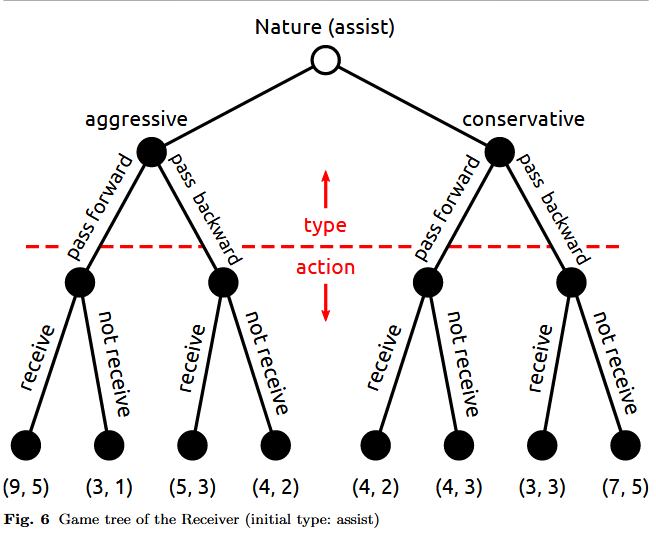 Nature (assist)
aggressive
conservative
pass forward
pass backward
pass forward
pass backward
type
action
receive
not receive
receive
not receive
receive
not receive
receive
not receive
(9, 5)
(3, 1)
(5, 3)
(4, 2)
(4, 2)
(4, 3)
(3, 3)
(7, 5)
Fig. 6 Game tree of the Receiver (initial type: assist)